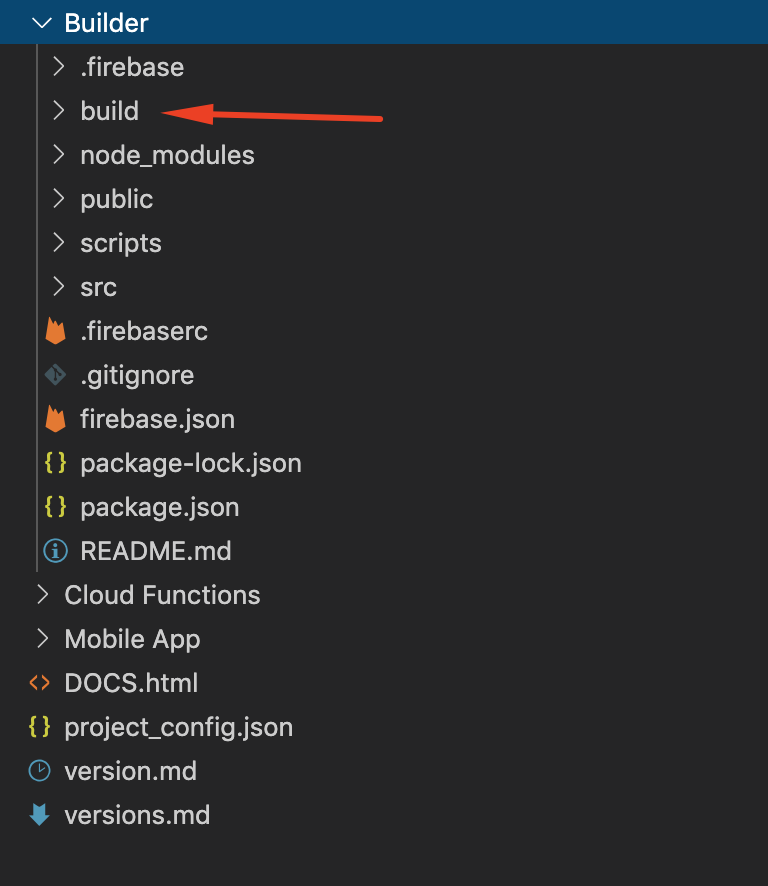 Builder
.firebase
build
node_modules
public
scripts
src
.firebaserc
.gitignore
firebase.json
package-lock.json
package.json
README.md
Cloud Functions
Mobile App
DOCS.html
project_config.json
version.md
versions.md